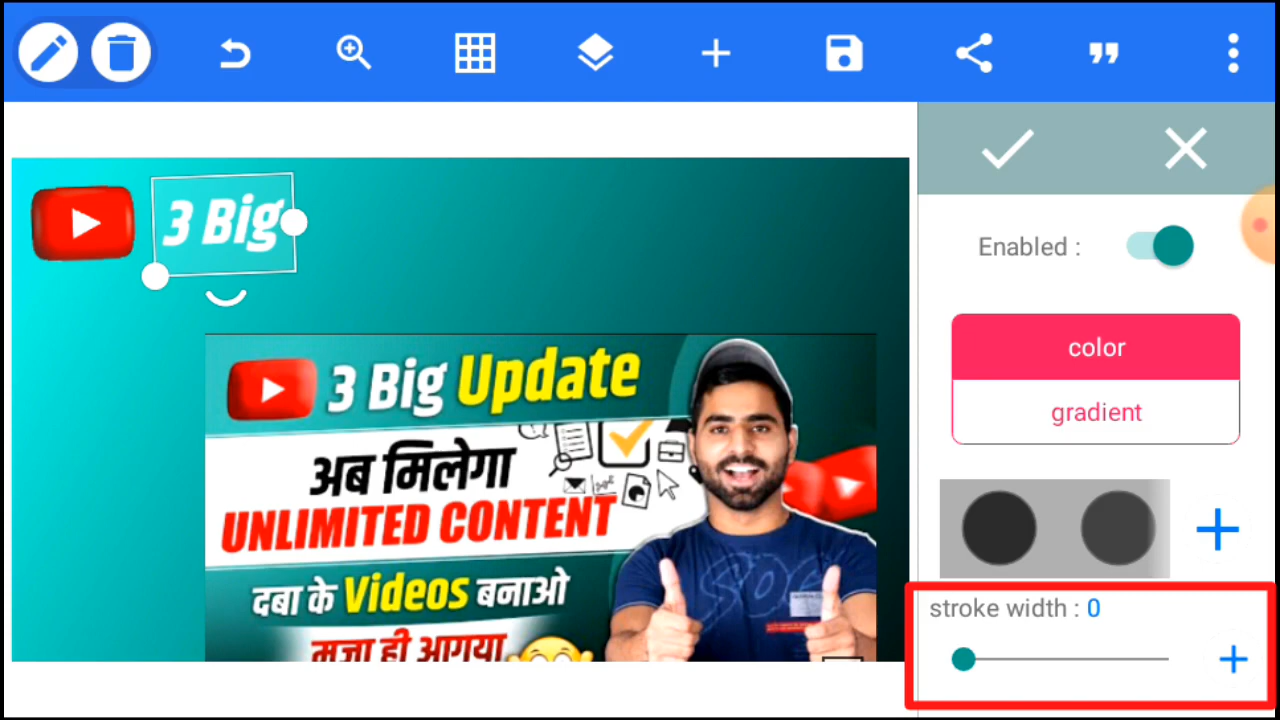 3 Big
Enabled :
color
gradient
stroke width : 0
3 Big Update
अब मिलेगा
UNLIMITED CONTENT
दबा के Videos बनाओ
मजा ही आगया